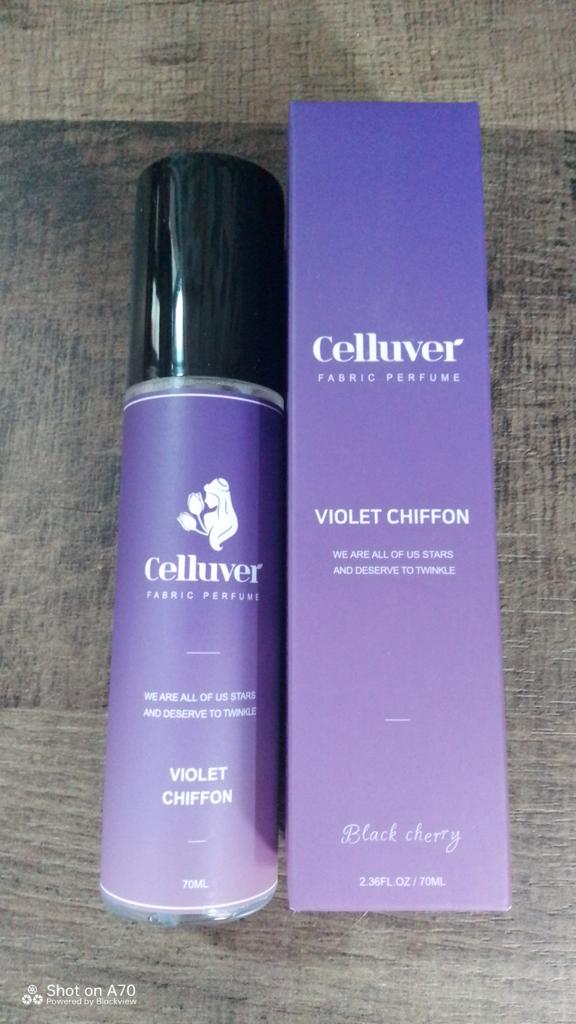 Celluver
FABRIC PERFUME
WE ARE ALL OF US STARS
AND DESERVE TO TWINKLE
VIOLET
CHIFFON
70ML
Celluver
FABRIC PERFUME
VIOLET CHIFFON
WE ARE ALL OF US STARS
AND DESERVE TO TWINKLE
Black cherry
2.36FL.OZ / 70ML
Shot on A70
Powered by Blackview